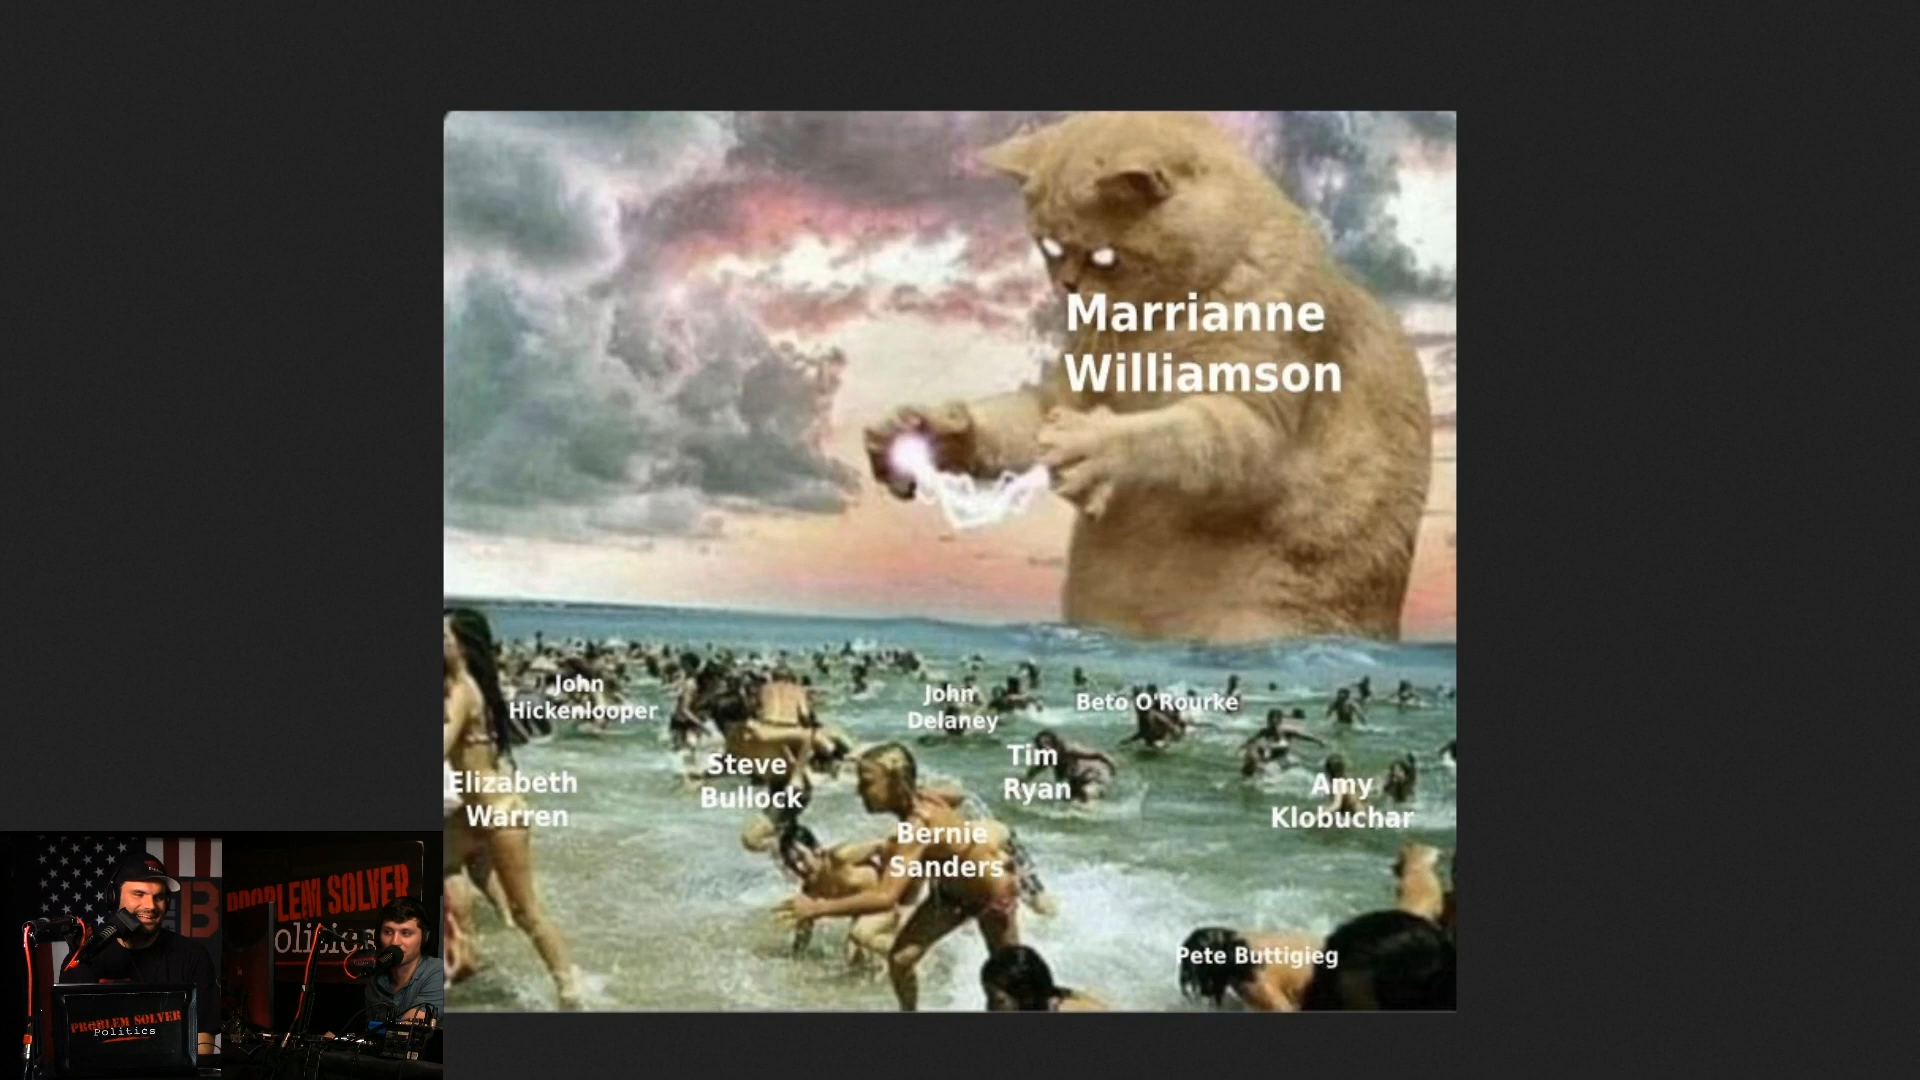 Marrianne
Williamson
John
Hickenlooper
John
Delaney
Beto O'Rourke
Elizabeth
Warren
Steve
Bullock
Tim
Ryan
Amy
Klobuchar
Bernie
Sanders
Pete Buttigieg
B
PROBLEM SOLVER
olitics
PROBLEM SOLVER
Politics